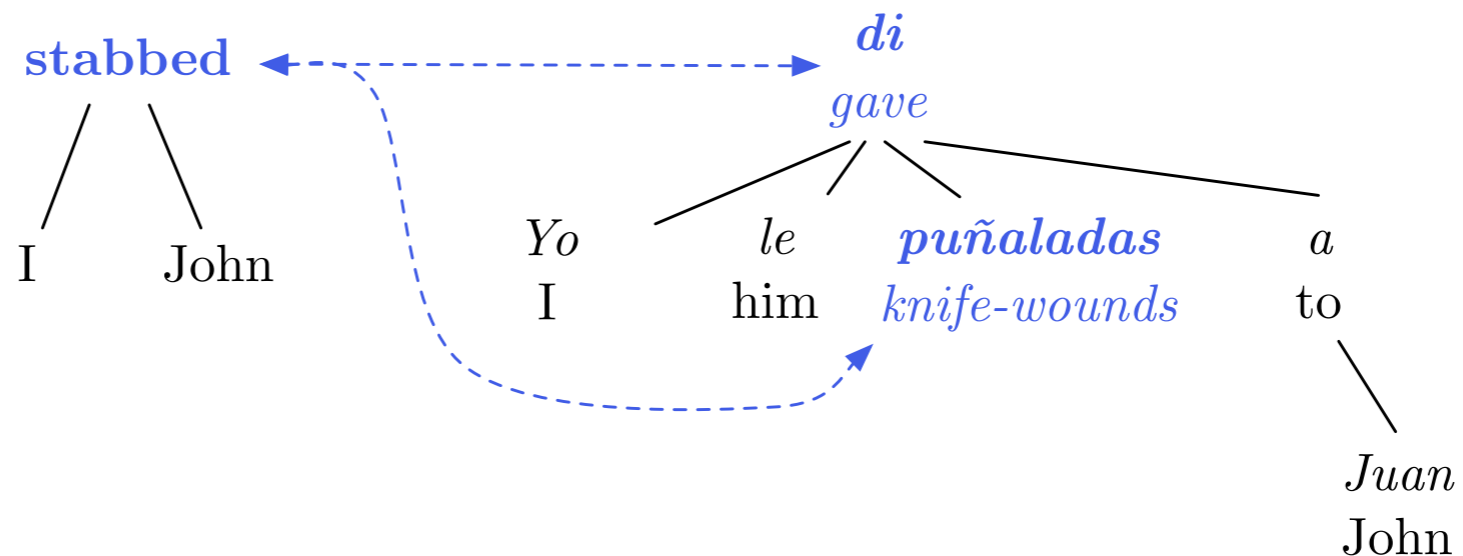 stabbed
I John
di
gave
Yo le puñaladas a
I him knife-wounds to
Juan
John